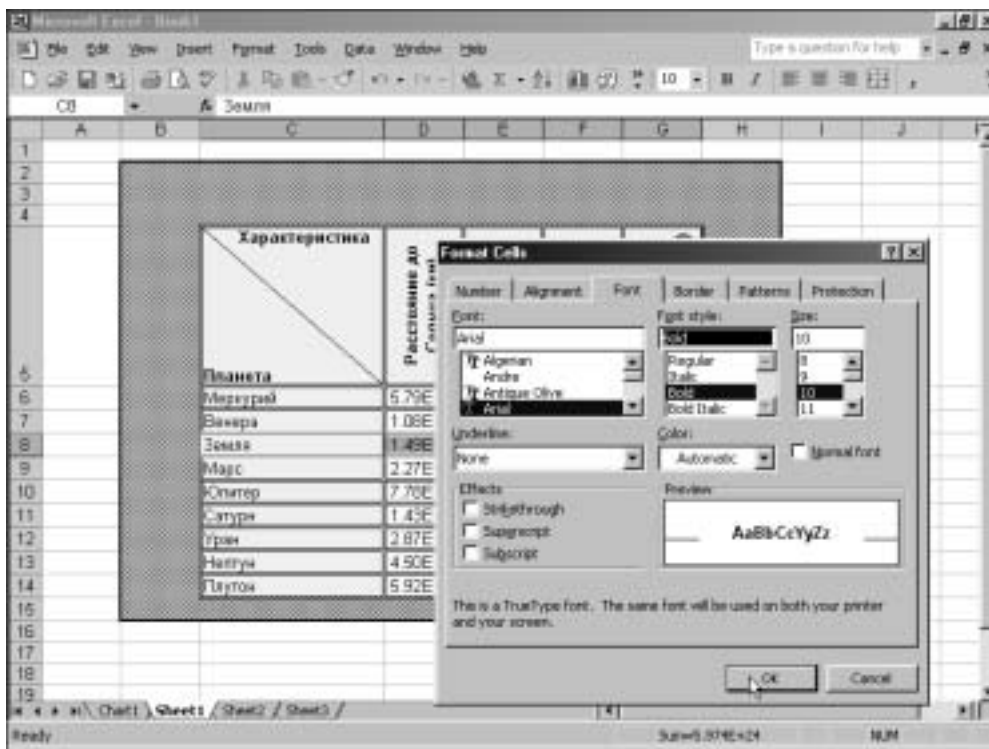 Microsoft Excel - Book1
File Edit View Insert Format Tools Data Window Help
Type a question for help
10
C8 Земля
A B C D E F G H I J
1
2
3
4
5
6
7
8
9
10
11
12
13
14
15
16
17
18
19
Характеристика
Планета
Расстояние до
Меркурий 5.79E
Венера 1.08E
Земля 1.49E
Марс 2.27E
Юпитер 7.78E
Сатурн 1.43E
Уран 2.87E
Нептун 4.50E
Плутон 5.92E
Format Cells
Number Alignment Font Border Patterns Protection
Font: Font style: Size:
Arial Bold 10
Algerian Regular 8
Andre Italic 9
Antique Olive Bold 10
Arial Bold Italic 11
Underline: Color:
None Automatic Normal font
Effects Preview
Strikethrough
Superscript
Subscript
AaBbCcYyZz
This is a TrueType font. The same font will be used on both your printer
and your screen.
OK Cancel
Chart1 Sheet1 Sheet2 Sheet3
Ready Sum=5.974E+24 NUM